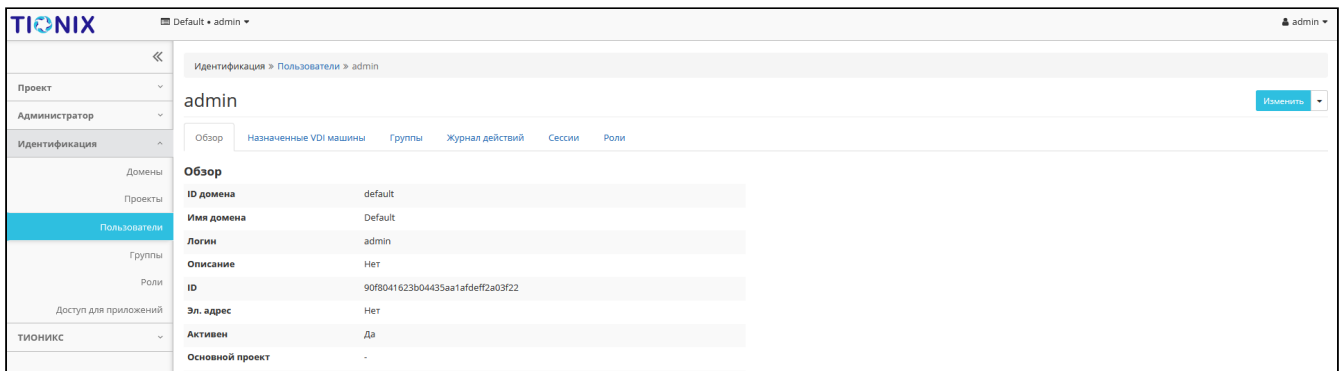 TIONIX
Default • admin
admin
Идентификация » Пользователи » admin
Проект
Администратор
Идентификация
Домены
Проекты
Пользователи
Группы
Роли
Доступ для приложений
ТИОНИКС
admin
Изменить
Обзор Назначенные VDI машины Группы Журнал действий Сессии Роли
Обзор
ID домена default
Имя домена Default
Логин admin
Описание Нет
ID 90f8041623b04435aa1afdeff2a03f22
Эл. адрес Нет
Активен Да
Основной проект -